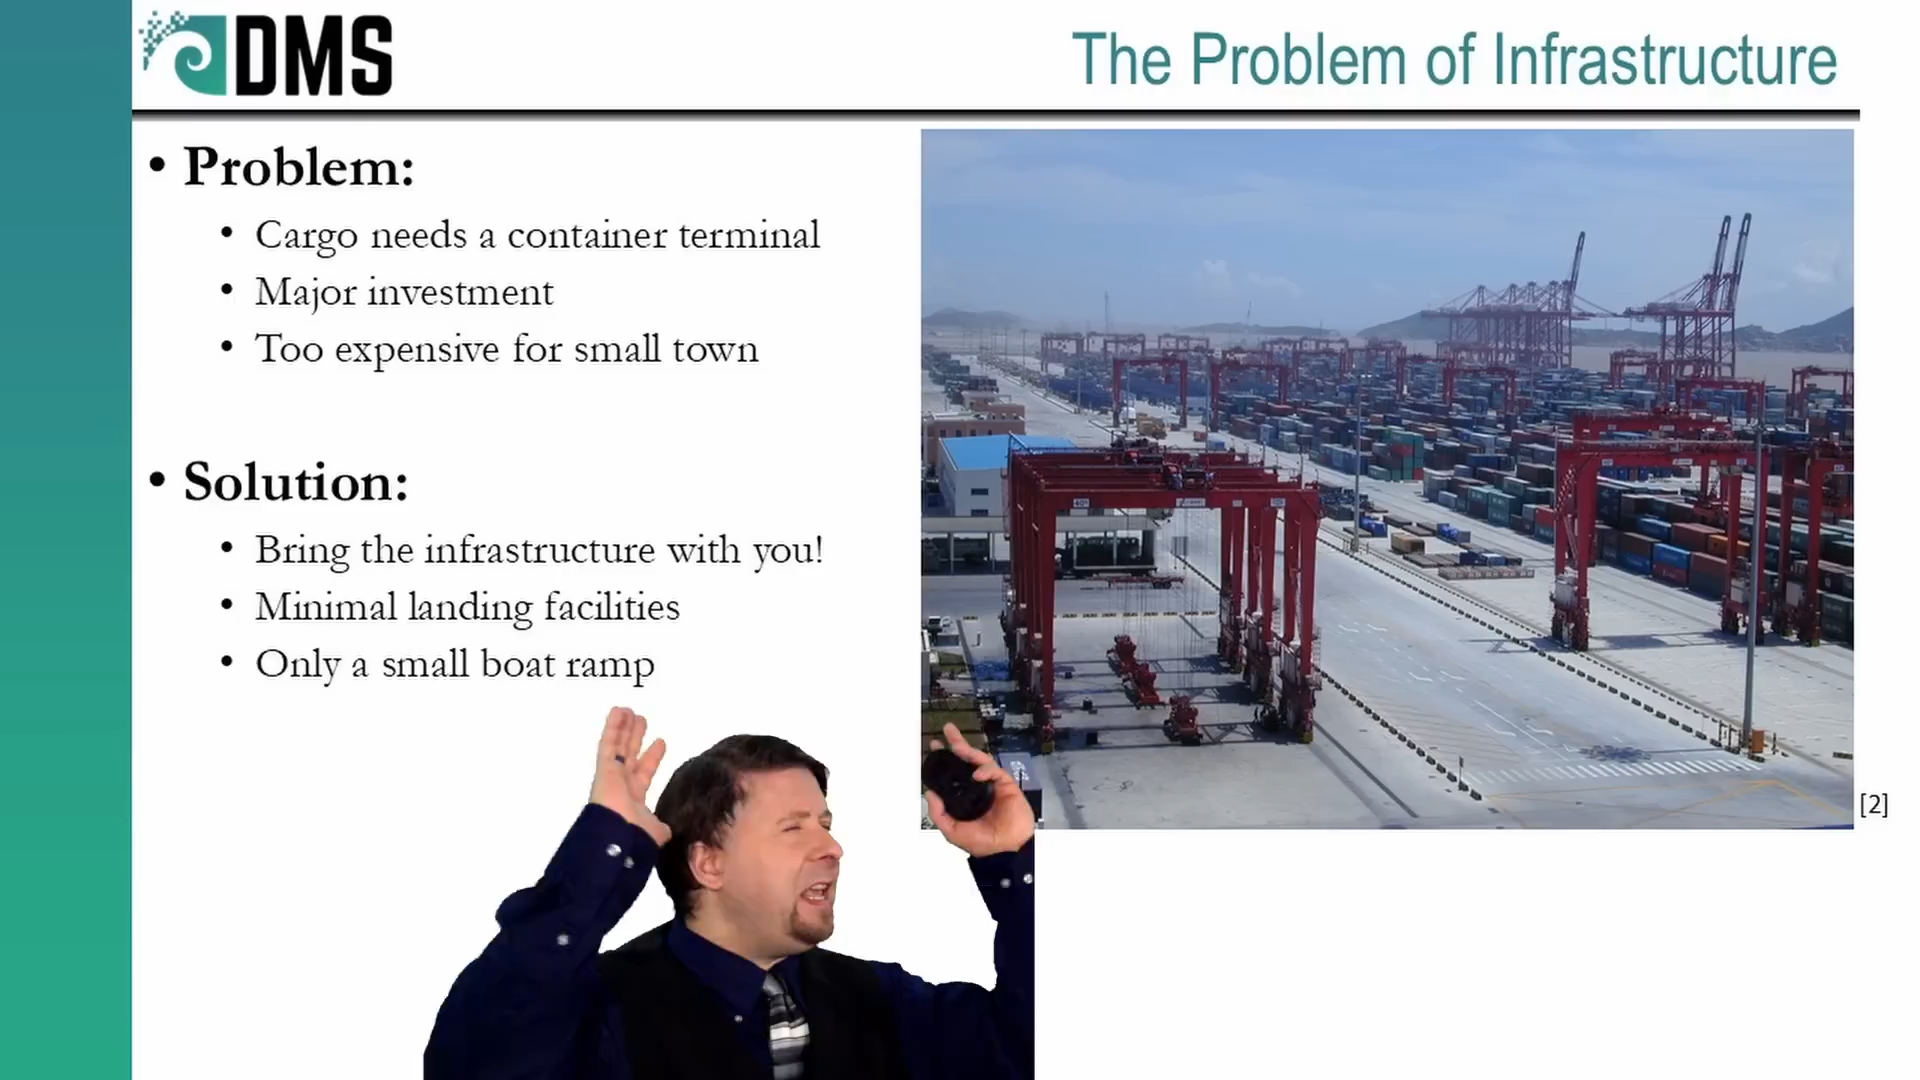 DMS
The Problem of Infrastructure
• Problem:
• Cargo needs a container terminal
• Major investment
• Too expensive for small town
• Solution:
• Bring the infrastructure with you!
• Minimal landing facilities
• Only a small boat ramp
[2]